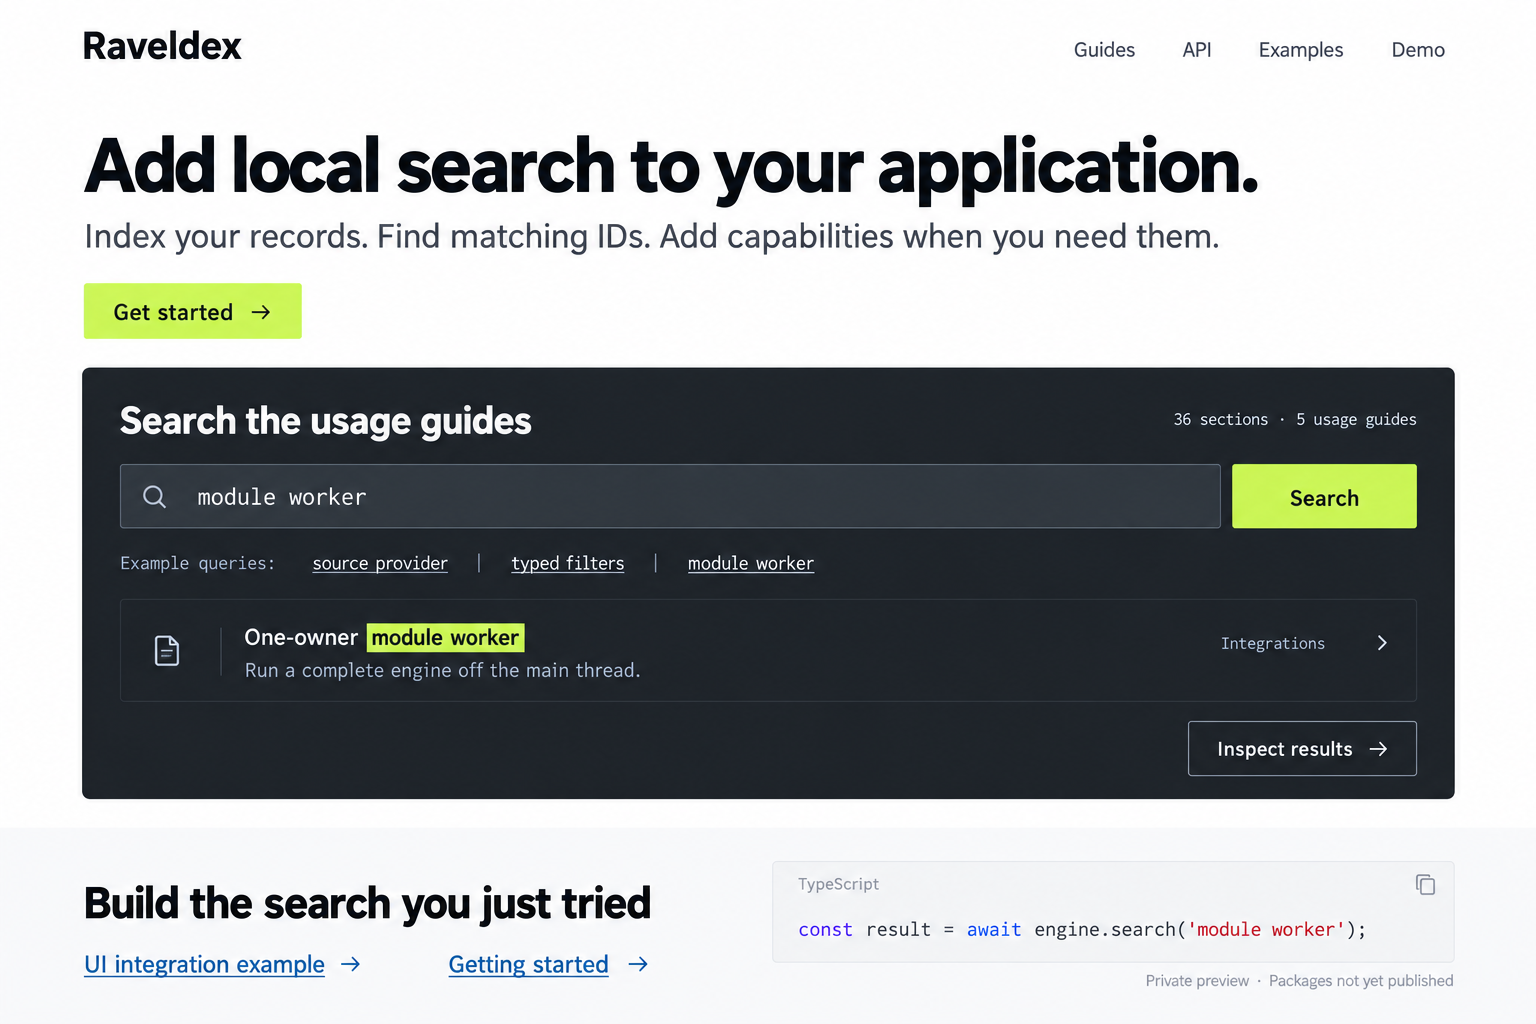 Raveldex
Guides API Examples Demo
Add local search to your application.
Index your records. Find matching IDs. Add capabilities when you need them.
Get started →
Search the usage guides
36 sections · 5 usage guides
module worker
Search
Example queries: source provider | typed filters | module worker
One-owner module worker
Run a complete engine off the main thread.
Integrations
Inspect results →
Build the search you just tried
UI integration example → Getting started →
TypeScript
const result = await engine.search('module worker');
Private preview · Packages not yet published